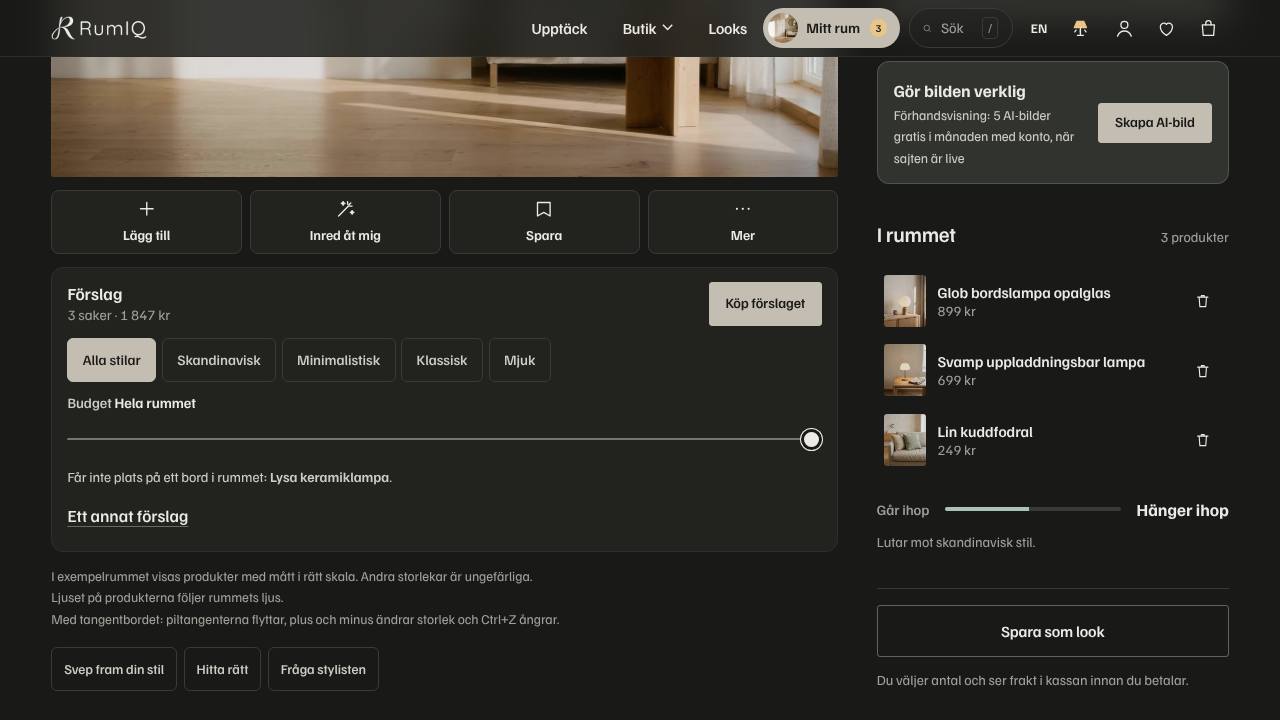 RumIQ
Upptäck
Butik
Looks
Mitt rum
3
Sök
/
EN
Gör bilden verklig
Förhandsvisning: 5 AI-bilder
gratis i månaden med konto, när
sajten är live
Skapa AI-bild
Lägg till
Inred åt mig
Spara
Mer
Förslag
3 saker · 1 847 kr
Köp förslaget
Alla stilar
Skandinavisk
Minimalistisk
Klassisk
Mjuk
Budget Hela rummet
Får inte plats på ett bord i rummet: Lysa keramiklampa.
Ett annat förslag
I exempelrummet visas produkter med mått i rätt skala. Andra storlekar är ungefärliga.
Ljuset på produkterna följer rummets ljus.
Med tangentbordet: piltangenterna flyttar, plus och minus ändrar storlek och Ctrl+Z ångrar.
Svep fram din stil
Hitta rätt
Fråga stylisten
I rummet
3 produkter
Glob bordslampa opalglas
899 kr
Svamp uppladdningsbar lampa
699 kr
Lin kuddfodral
249 kr
Går ihop
Hänger ihop
Lutar mot skandinavisk stil.
Spara som look
Du väljer antal och ser frakt i kassan innan du betalar.